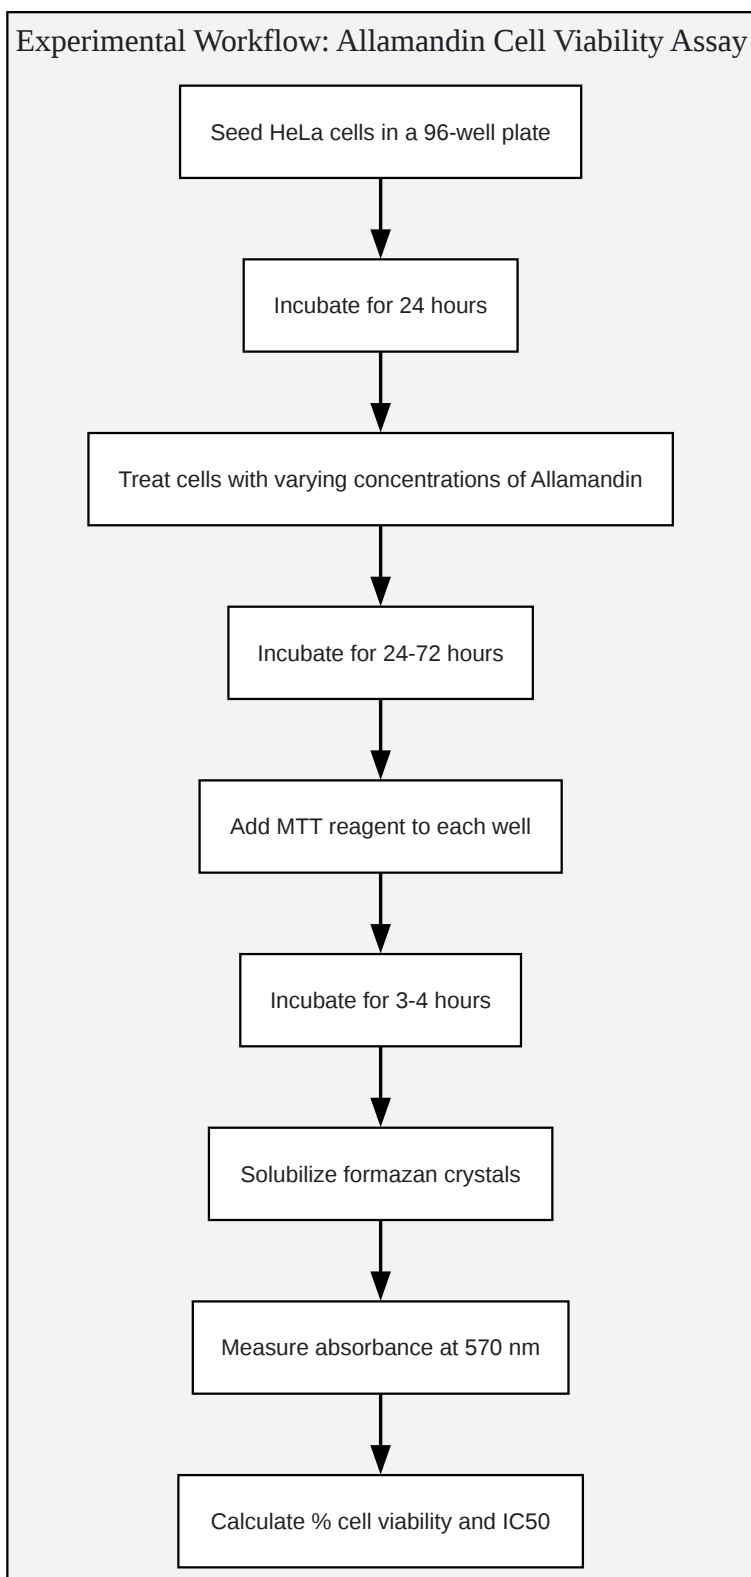 Experimental Workflow: Allamandin Cell Viability Assay
Seed HeLa cells in a 96-well plate
Incubate for 24 hours
Treat cells with varying concentrations of Allamandin
Incubate for 24-72 hours
Add MTT reagent to each well
Incubate for 3-4 hours
Solubilize formazan crystals
Measure absorbance at 570 nm
Calculate % cell viability and IC50